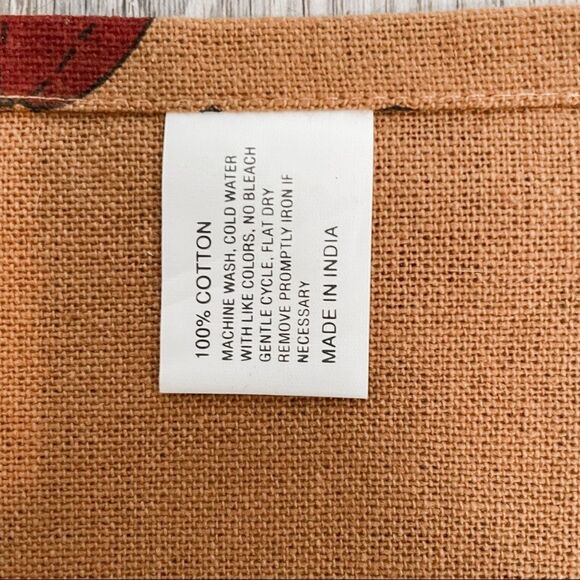 100% COTTON
MACHINE WASH, COLD WATER
WITH LIKE COLORS, NO BLEACH
GENTLE CYCLE, FLAT DRY
REMOVE PROMPTLY IRON IF
NECESSARY
MADE IN INDIA